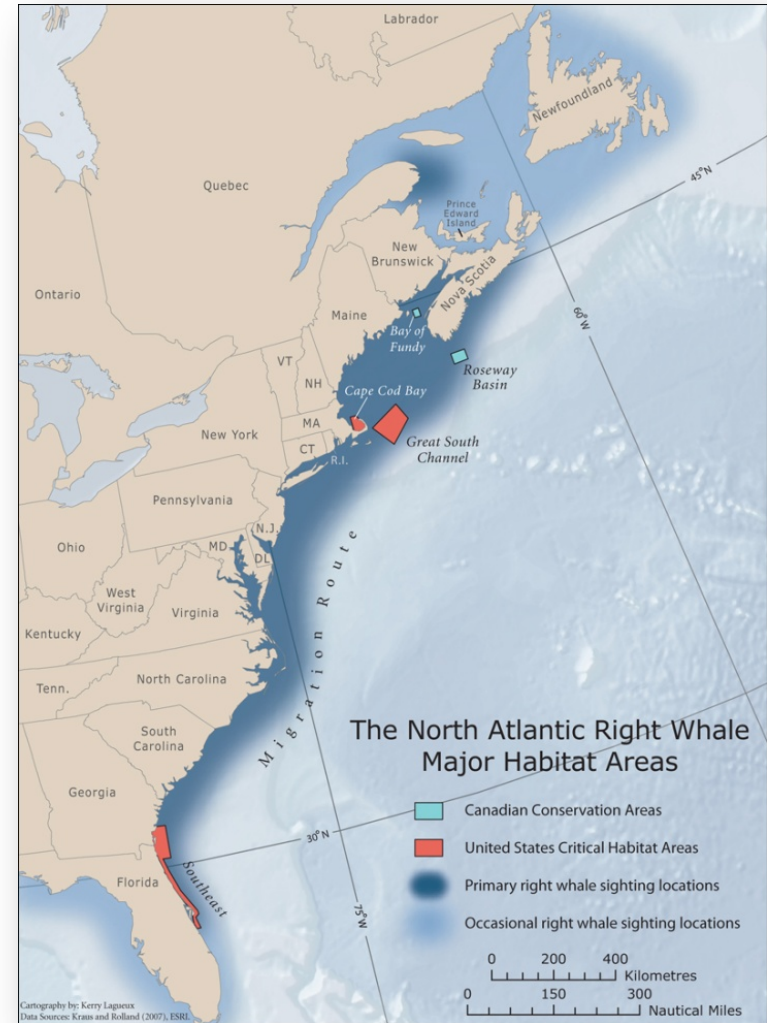 Labrador
Newfoundland
45°N
Quebec
Prince
Edward
Island
New
Brunswick
Nova Scotia
Ontario
Maine
60°W
Bay of
Fundy
VT
NH
Roseway
Basin
Cape Cod Bay
MA
New York
CT
R.I.
Great South
Channel
Pennsylvania
N.J.
Ohio
MD
DL
West
Virginia
Virginia
Kentucky
Migration Route
Tenn.
North Carolina
South
Carolina
The North Atlantic Right Whale
Major Habitat Areas
Georgia
Canadian Conservation Areas
30°N
United States Critical Habitat Areas
Florida
Southeast
Primary right whale sighting locations
75°W
Occasional right whale sighting locations
0 200 400
Kilometres
0 150 300
Nautical Miles
Cartography by: Kerry Lagueux
Data Sources: Kraus and Rolland (2007), ESRI.